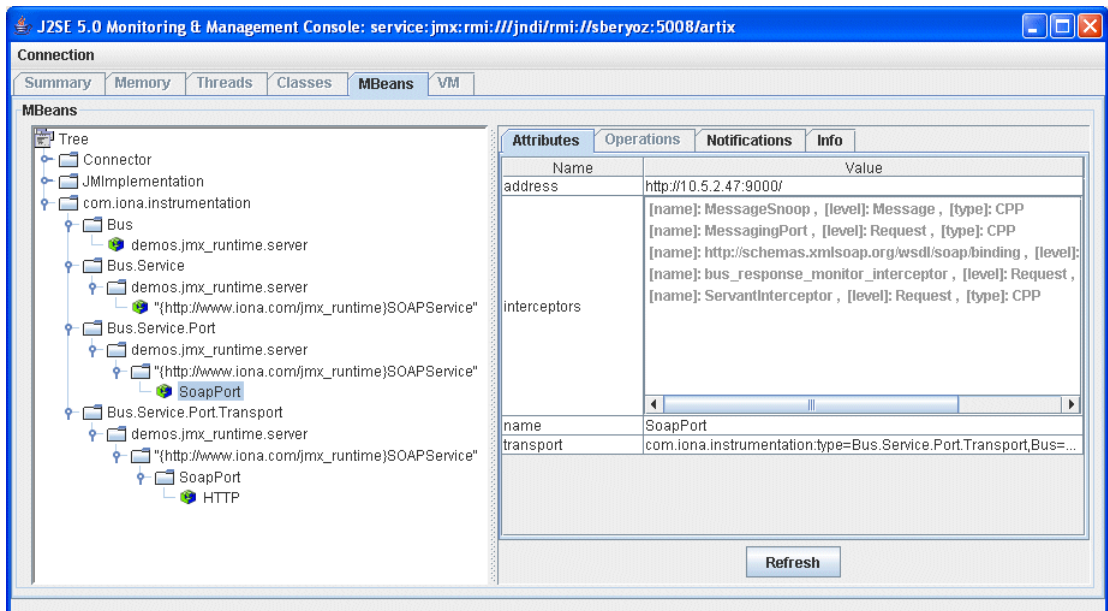 J2SE 5.0 Monitoring & Management Console: service:jmx:rmi:///jndi/rmi://sberyoz:5008/artix
Connection
Summary Memory Threads Classes MBeans VM
MBeans
Tree
Connector
JMImplementation
com.iona.instrumentation
Bus
demos.jmx_runtime.server
Bus.Service
demos.jmx_runtime.server
"{http://www.iona.com/jmx_runtime}SOAPService"
Bus.Service.Port
demos.jmx_runtime.server
"{http://www.iona.com/jmx_runtime}SOAPService"
SoapPort
Bus.Service.Port.Transport
demos.jmx_runtime.server
"{http://www.iona.com/jmx_runtime}SOAPService"
SoapPort
HTTP
Attributes Operations Notifications Info
Name Value
address http://10.5.2.47:9000/
interceptors
[name]: MessageSnoop , [level]: Message , [type]: CPP
[name]: MessagingPort , [level]: Request , [type]: CPP
[name]: http://schemas.xmlsoap.org/wsdl/soap/binding , [level]:
[name]: bus_response_monitor_interceptor , [level]: Request ,
[name]: ServantInterceptor , [level]: Request , [type]: CPP
name SoapPort
transport com.iona.instrumentation:type=Bus.Service.Port.Transport,Bus=...
Refresh